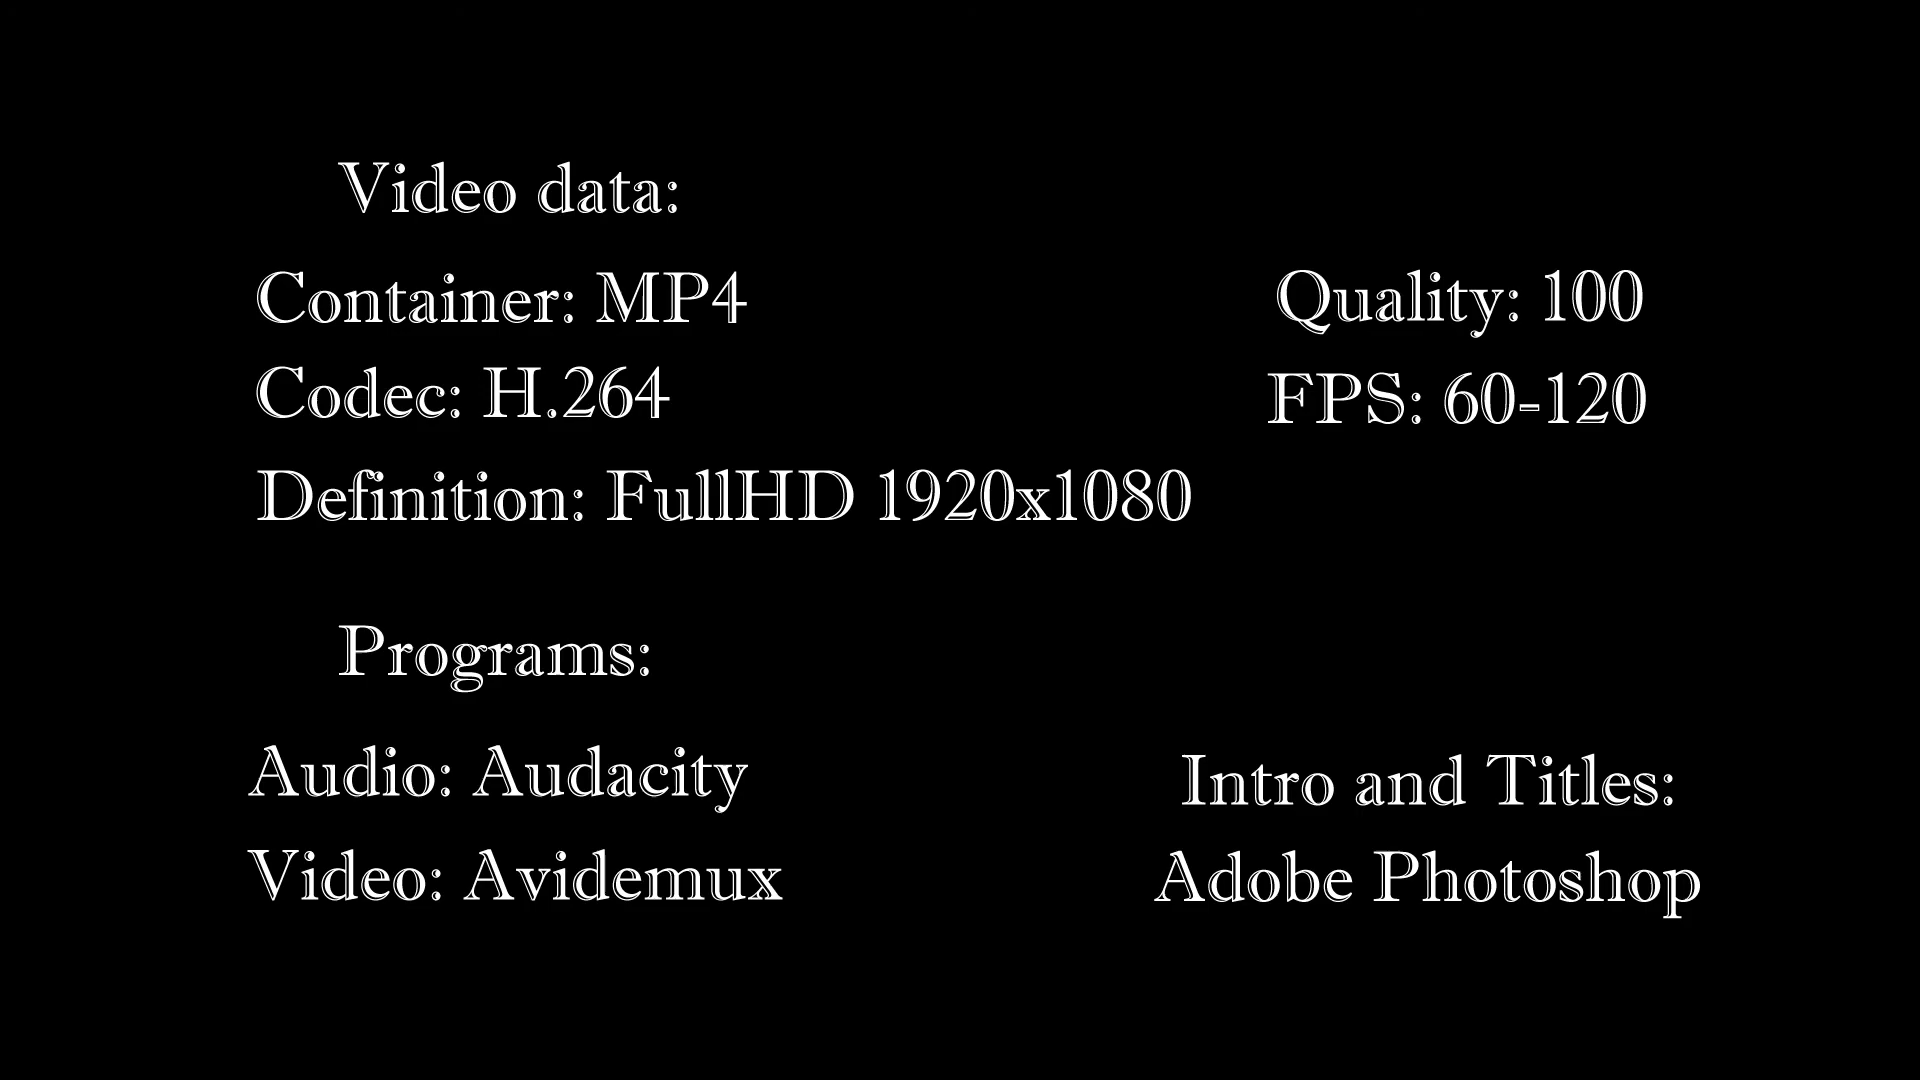 Video data:
Container: MP4
Quality: 100
Codec: H.264
FPS: 60-120
Definition: FullHD 1920x1080
Programs:
Audio: Audacity
Intro and Titles:
Video: Avidemux
Adobe Photoshop